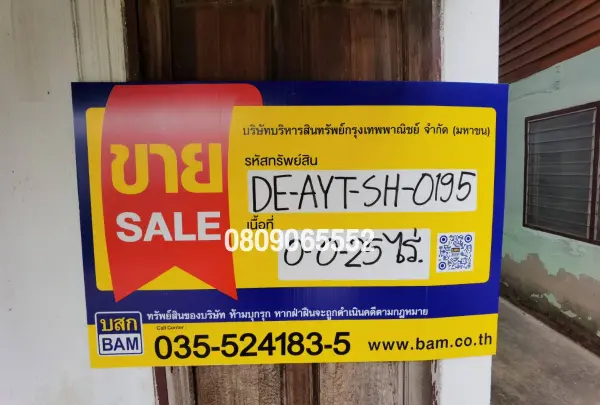 บริษัทบริหารสินทรัพย์กรุงเทพพาณิชย์ จำกัด (มหาชน)
ขาย
SALE
รหัสทรัพย์สิน
DE-AYT-SH-0195
เนื้อที่
0-0-25 ไร่.
0809065552
ทรัพย์สินของบริษัท ห้ามบุกรุก หากฝ่าฝืนจะถูกดำเนินคดีตามกฎหมาย
บสก
BAM
Call Center :
035-524183-5 www.bam.co.th